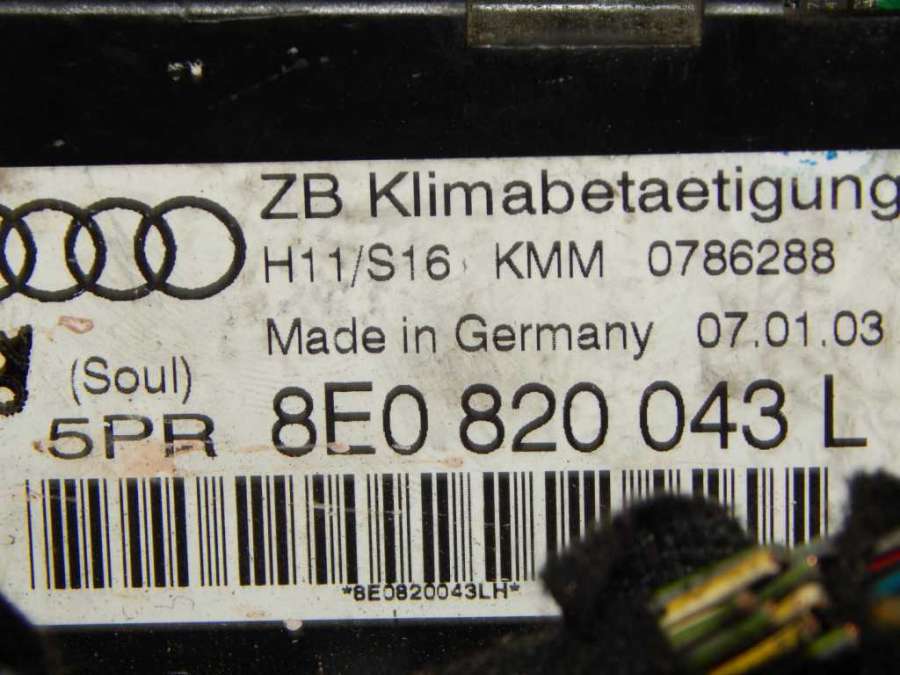 ZB Klimabetaetigung
H11/S16 KMM 0786288
Made in Germany 07.01.03
(Soul)
5PR 8E0 820 043 L
*8E0820043LH*